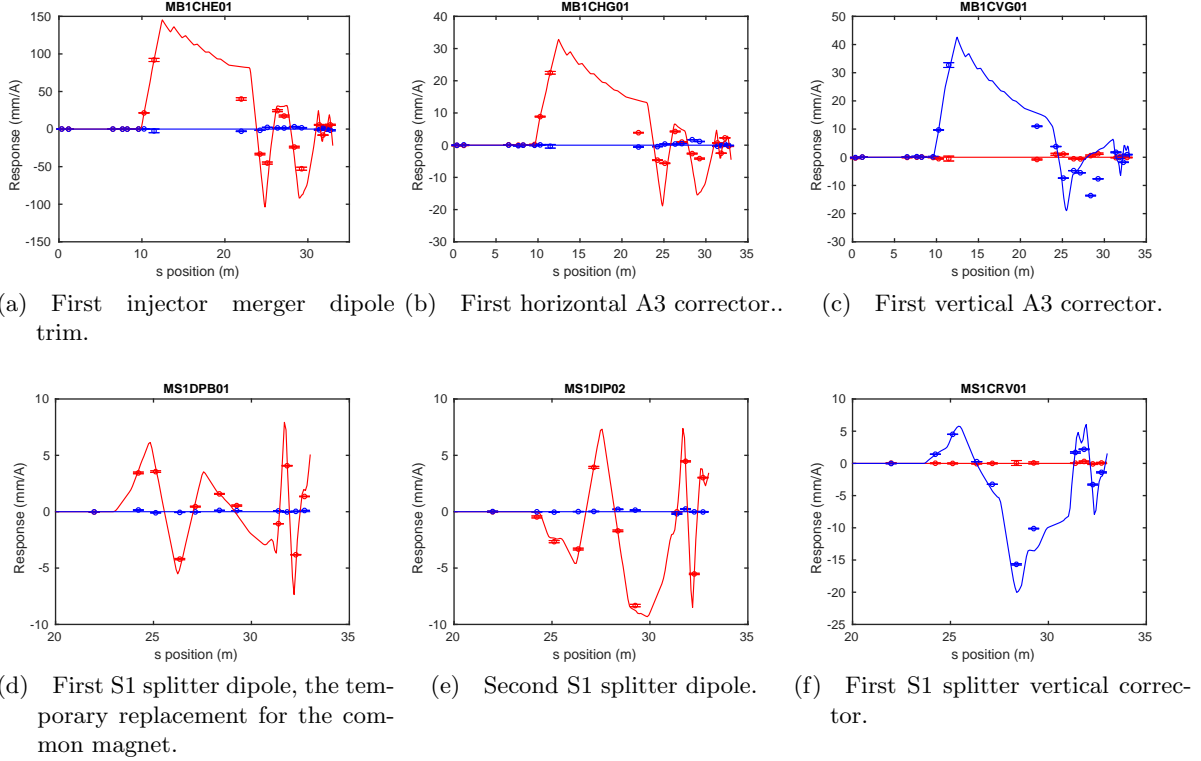 MB1CHE01 MB1CHG01 MB1CVG01
Response (mm/A)
150
100
50
0
-50
-100
-150
0 5 10 15 20 25 30
s position (m)
Response (mm/A)
40
30
20
10
0
-10
-20
-30
0 5 10 15 20 25 30 35
s position (m)
Response (mm/A)
50
40
30
20
10
0
-10
-20
-30
0 5 10 15 20 25 30 35
s position (m)
(a) First injector merger dipole
trim.
(b) First horizontal A3 corrector..
(c) First vertical A3 corrector.
MS1DPB01 MS1DIP02 MS1CRV01
Response (mm/A)
10
5
0
-5
-10
20 25 30 35
s position (m)
Response (mm/A)
10
5
0
-5
-10
20 25 30 35
s position (m)
Response (mm/A)
10
5
0
-5
-10
-15
-20
-25
20 25 30 35
s position (m)
(d) First S1 splitter dipole, the tem-
porary replacement for the com-
mon magnet.
(e) Second S1 splitter dipole.
(f) First S1 splitter vertical correc-
tor.